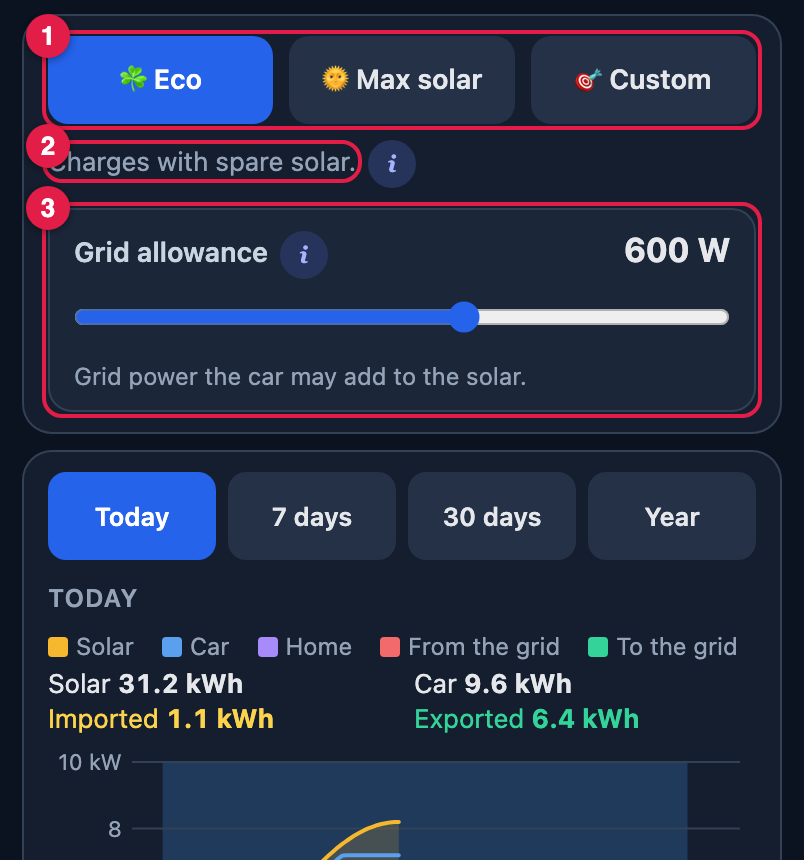 1
☘️ Eco 🌞 Max solar 🎯 Custom
2
Charges with spare solar. i
3
Grid allowance i 600 W
Grid power the car may add to the solar.
Today 7 days 30 days Year
TODAY
Solar Car Home From the grid To the grid
Solar 31.2 kWh Car 9.6 kWh
Imported 1.1 kWh Exported 6.4 kWh
10 kW
8